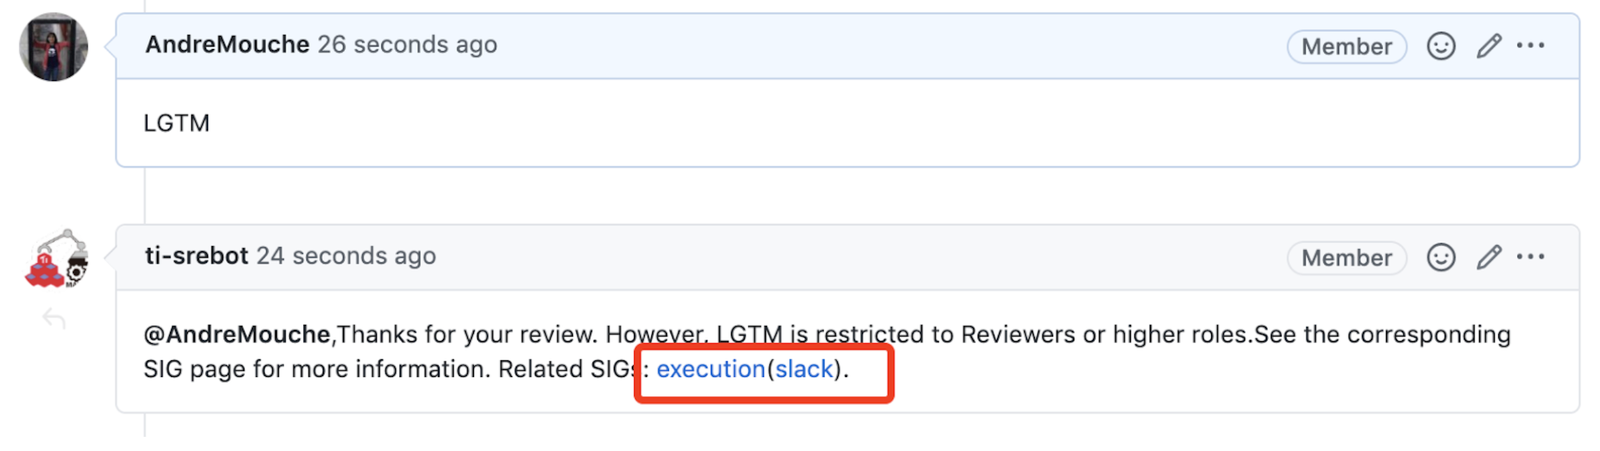 AndreMouche 26 seconds ago
Member
LGTM
ti-srebot 24 seconds ago
Member
@AndreMouche,Thanks for your review. However, LGTM is restricted to Reviewers or higher roles.See the corresponding
SIG page for more information. Related SIGs: execution(slack).